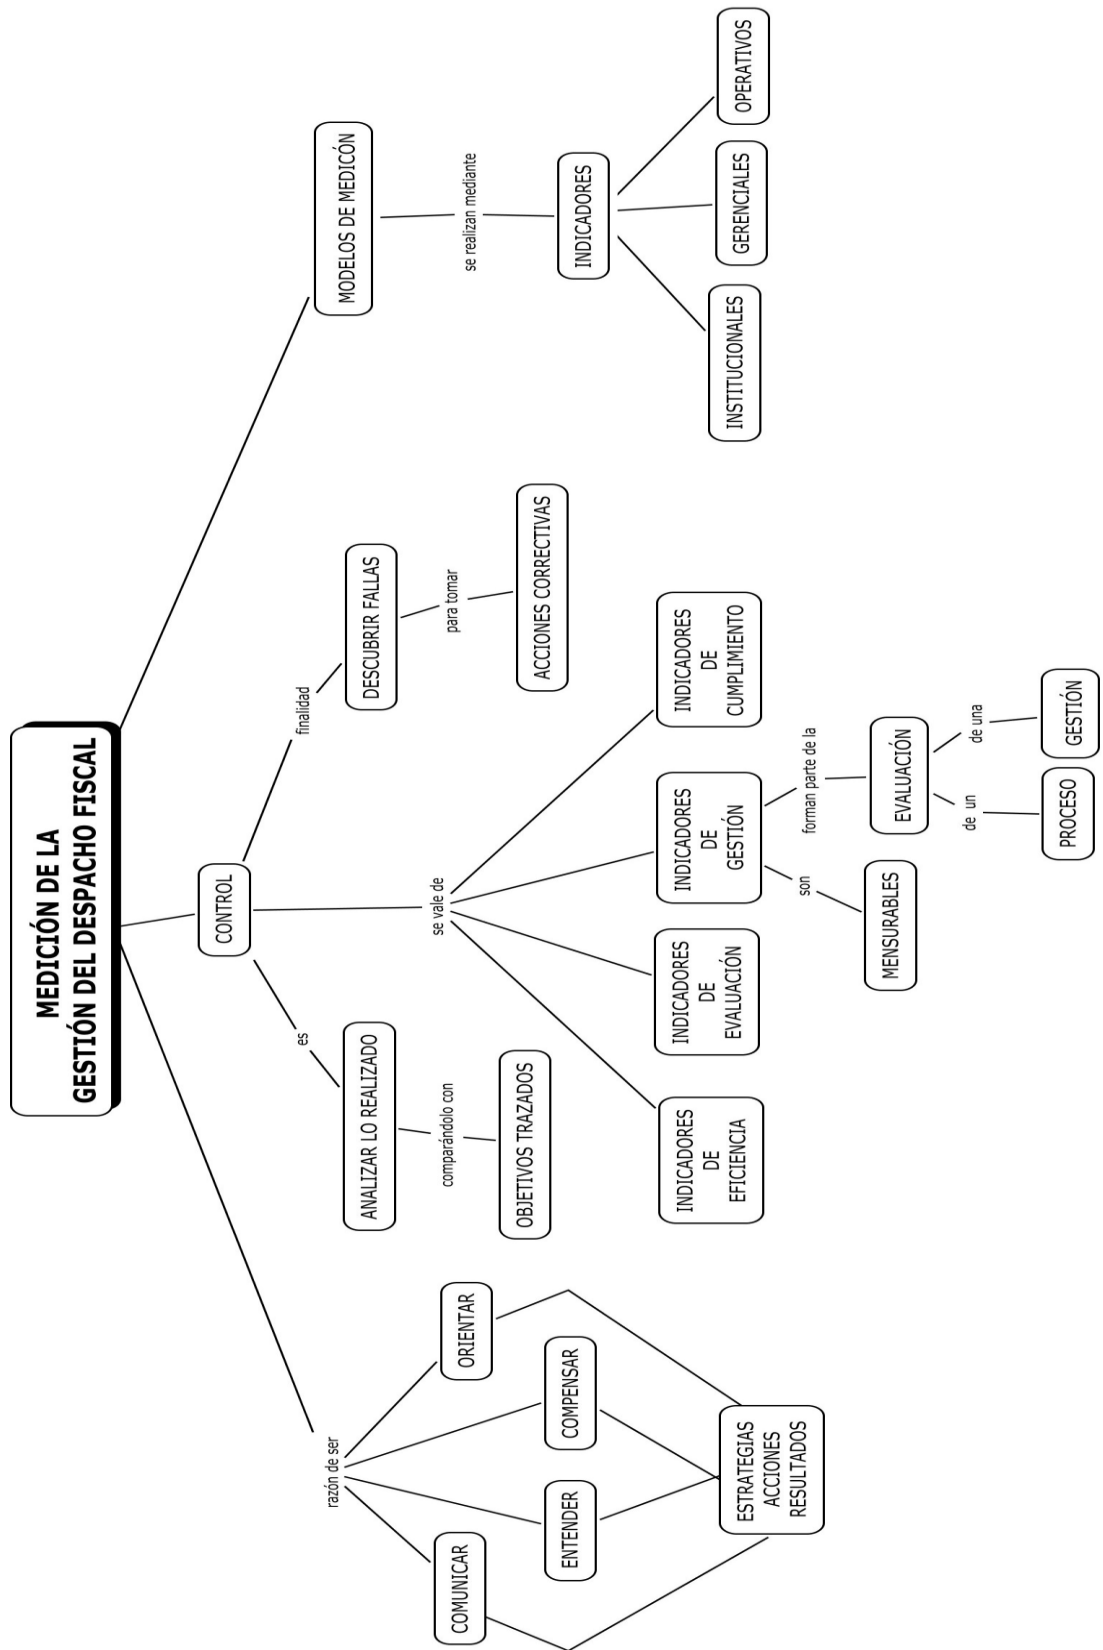 MEDICIÓN DE LA
GESTIÓN DEL DESPACHO FISCAL
razón de ser
COMUNICAR
ENTENDER
COMPENSAR
ORIENTAR
ESTRATEGIAS
ACCIONES
RESULTADOS
CONTROL
es
ANALIZAR LO REALIZADO
comparándolo con
OBJETIVOS TRAZADOS
finalidad
DESCUBRIR FALLAS
para tomar
ACCIONES CORRECTIVAS
se vale de
INDICADORES
DE
EFICIENCIA
INDICADORES
DE
EVALUACIÓN
INDICADORES
DE
GESTIÓN
INDICADORES
DE
CUMPLIMIENTO
son
MENSURABLES
forman parte de la
EVALUACIÓN
de un
PROCESO
de una
GESTIÓN
MODELOS DE MEDICÓN
se realizan mediante
INDICADORES
INSTITUCIONALES
GERENCIALES
OPERATIVOS